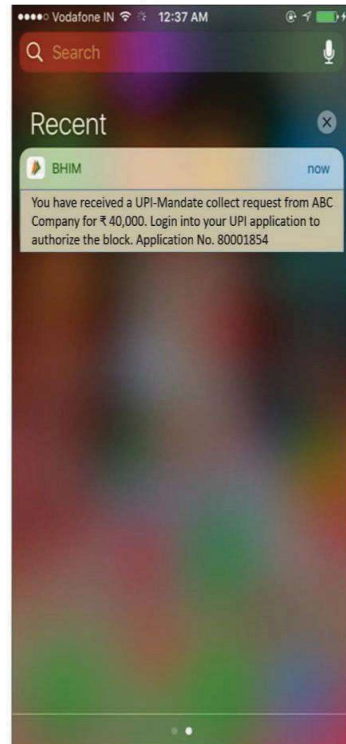 ●●●●○ Vodafone IN 12:37 AM
Search
Recent
BHIM now
You have received a UPI-Mandate collect request from ABC
Company for ₹ 40,000. Login into your UPI application to
authorize the block. Application No. 80001854